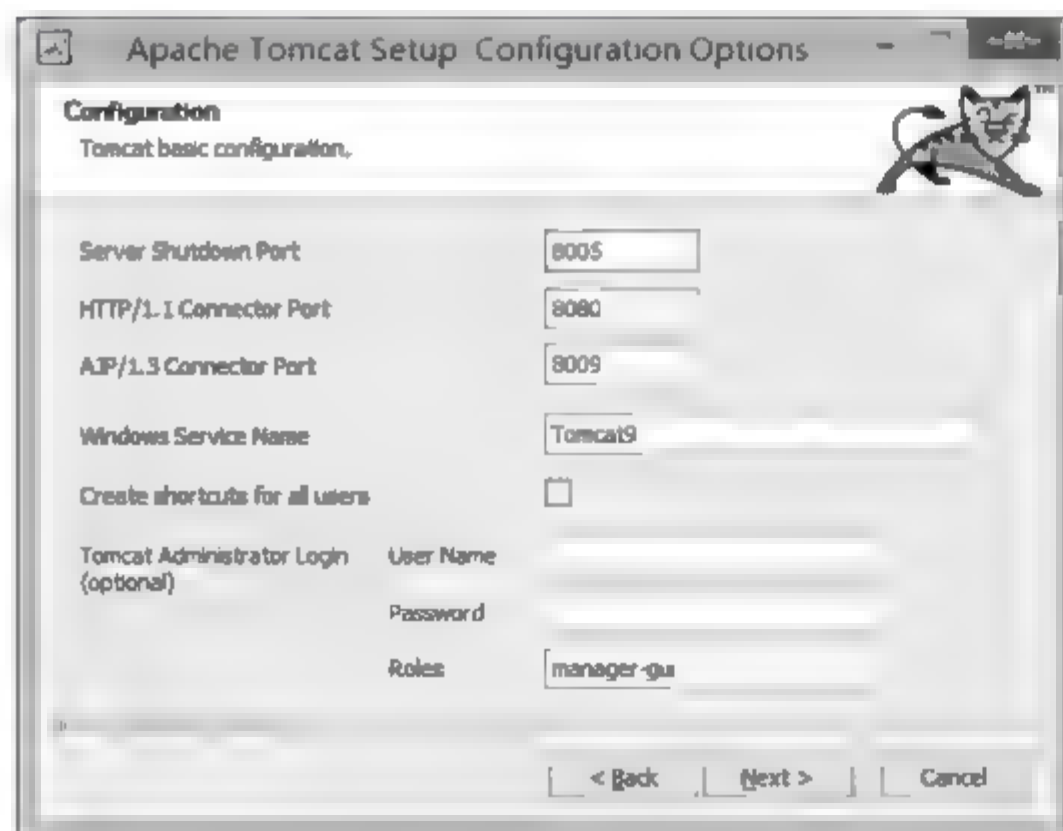 Apache Tomcat Setup Configuration Options
Configuration
Tomcat basic configuration.
TM
Server Shutdown Port 8005
HTTP/1.1 Connector Port 8080
AJP/1.3 Connector Port 8009
Windows Service Name Tomcat9
Create shortcuts for all users
Tomcat Administrator Login User Name
(optional)
Password
Roles manager-gui
< Back Next > Cancel